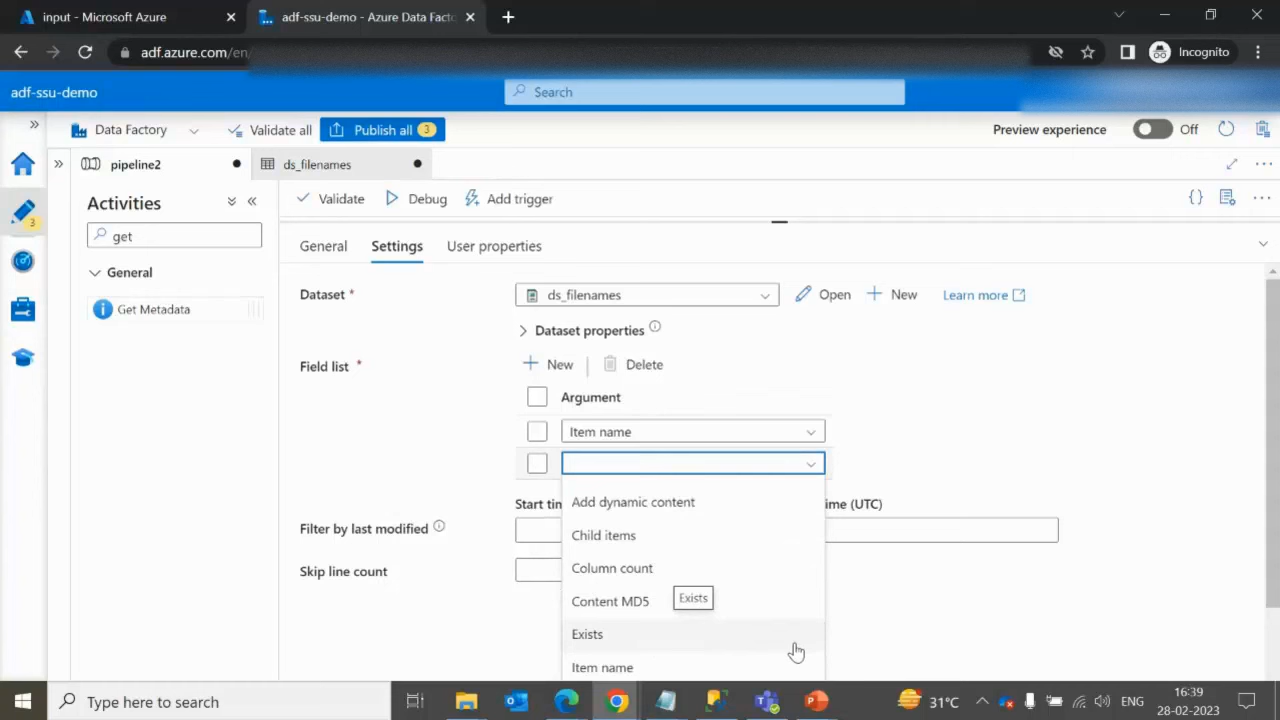 input - Microsoft Azure
adf-ssu-demo - Azure Data Facto
adf.azure.com/en
Incognito
adf-ssu-demo
Search
Data Factory
Validate all
Publish all 3
Preview experience
Off
pipeline2
ds_filenames
Activities
Validate
Debug
Add trigger
get
General
Settings
User properties
General
3
Get Metadata
Dataset *
ds_filenames
Open
New
Learn more
Dataset properties
Field list *
New
Delete
Argument
Item name
Add dynamic content
Start tim
ime (UTC)
Filter by last modified
Child items
Skip line count
Column count
Content MD5
Exists
Exists
Item name
Type here to search
31°C
ENG
16:39
28-02-2023